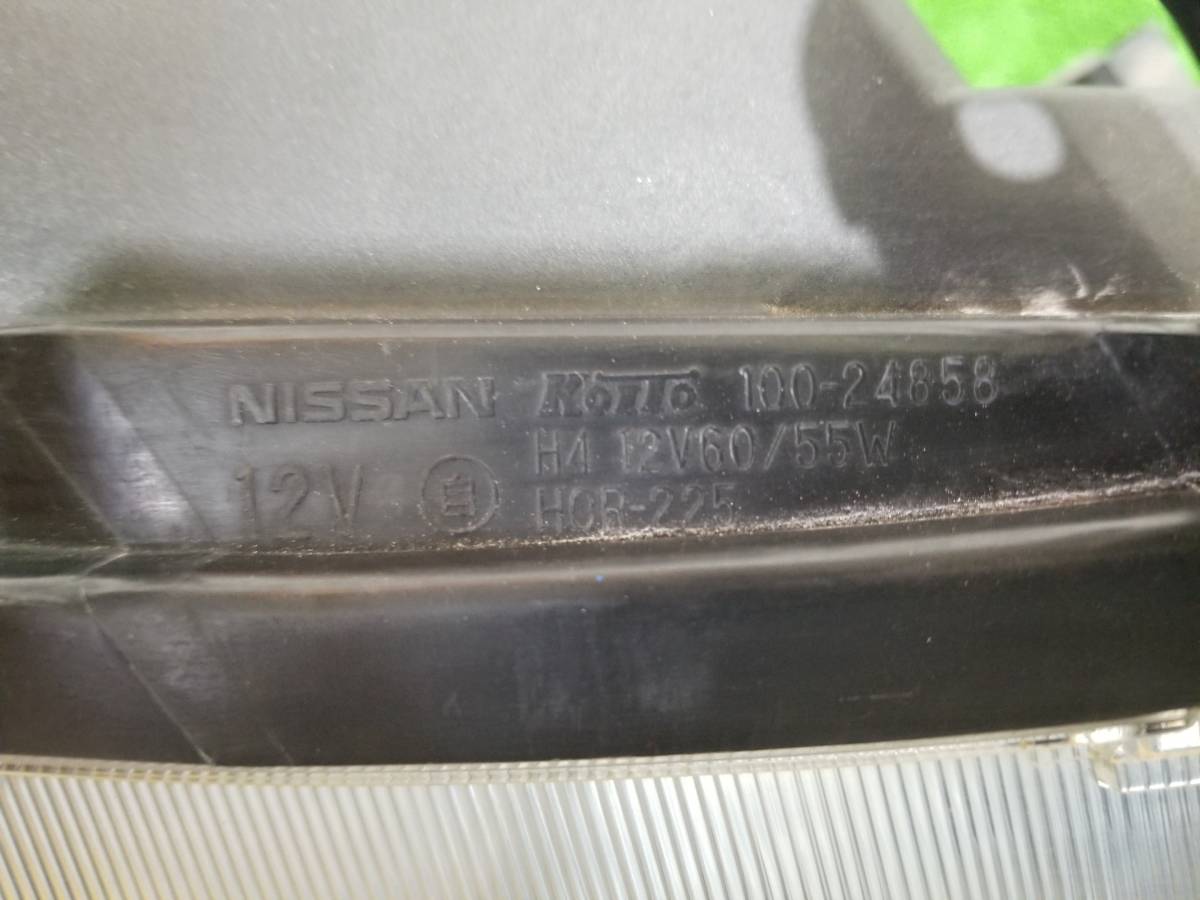 NISSAN KOITO 100-24858
H4 12V60/55W
12V 自 HCR-225